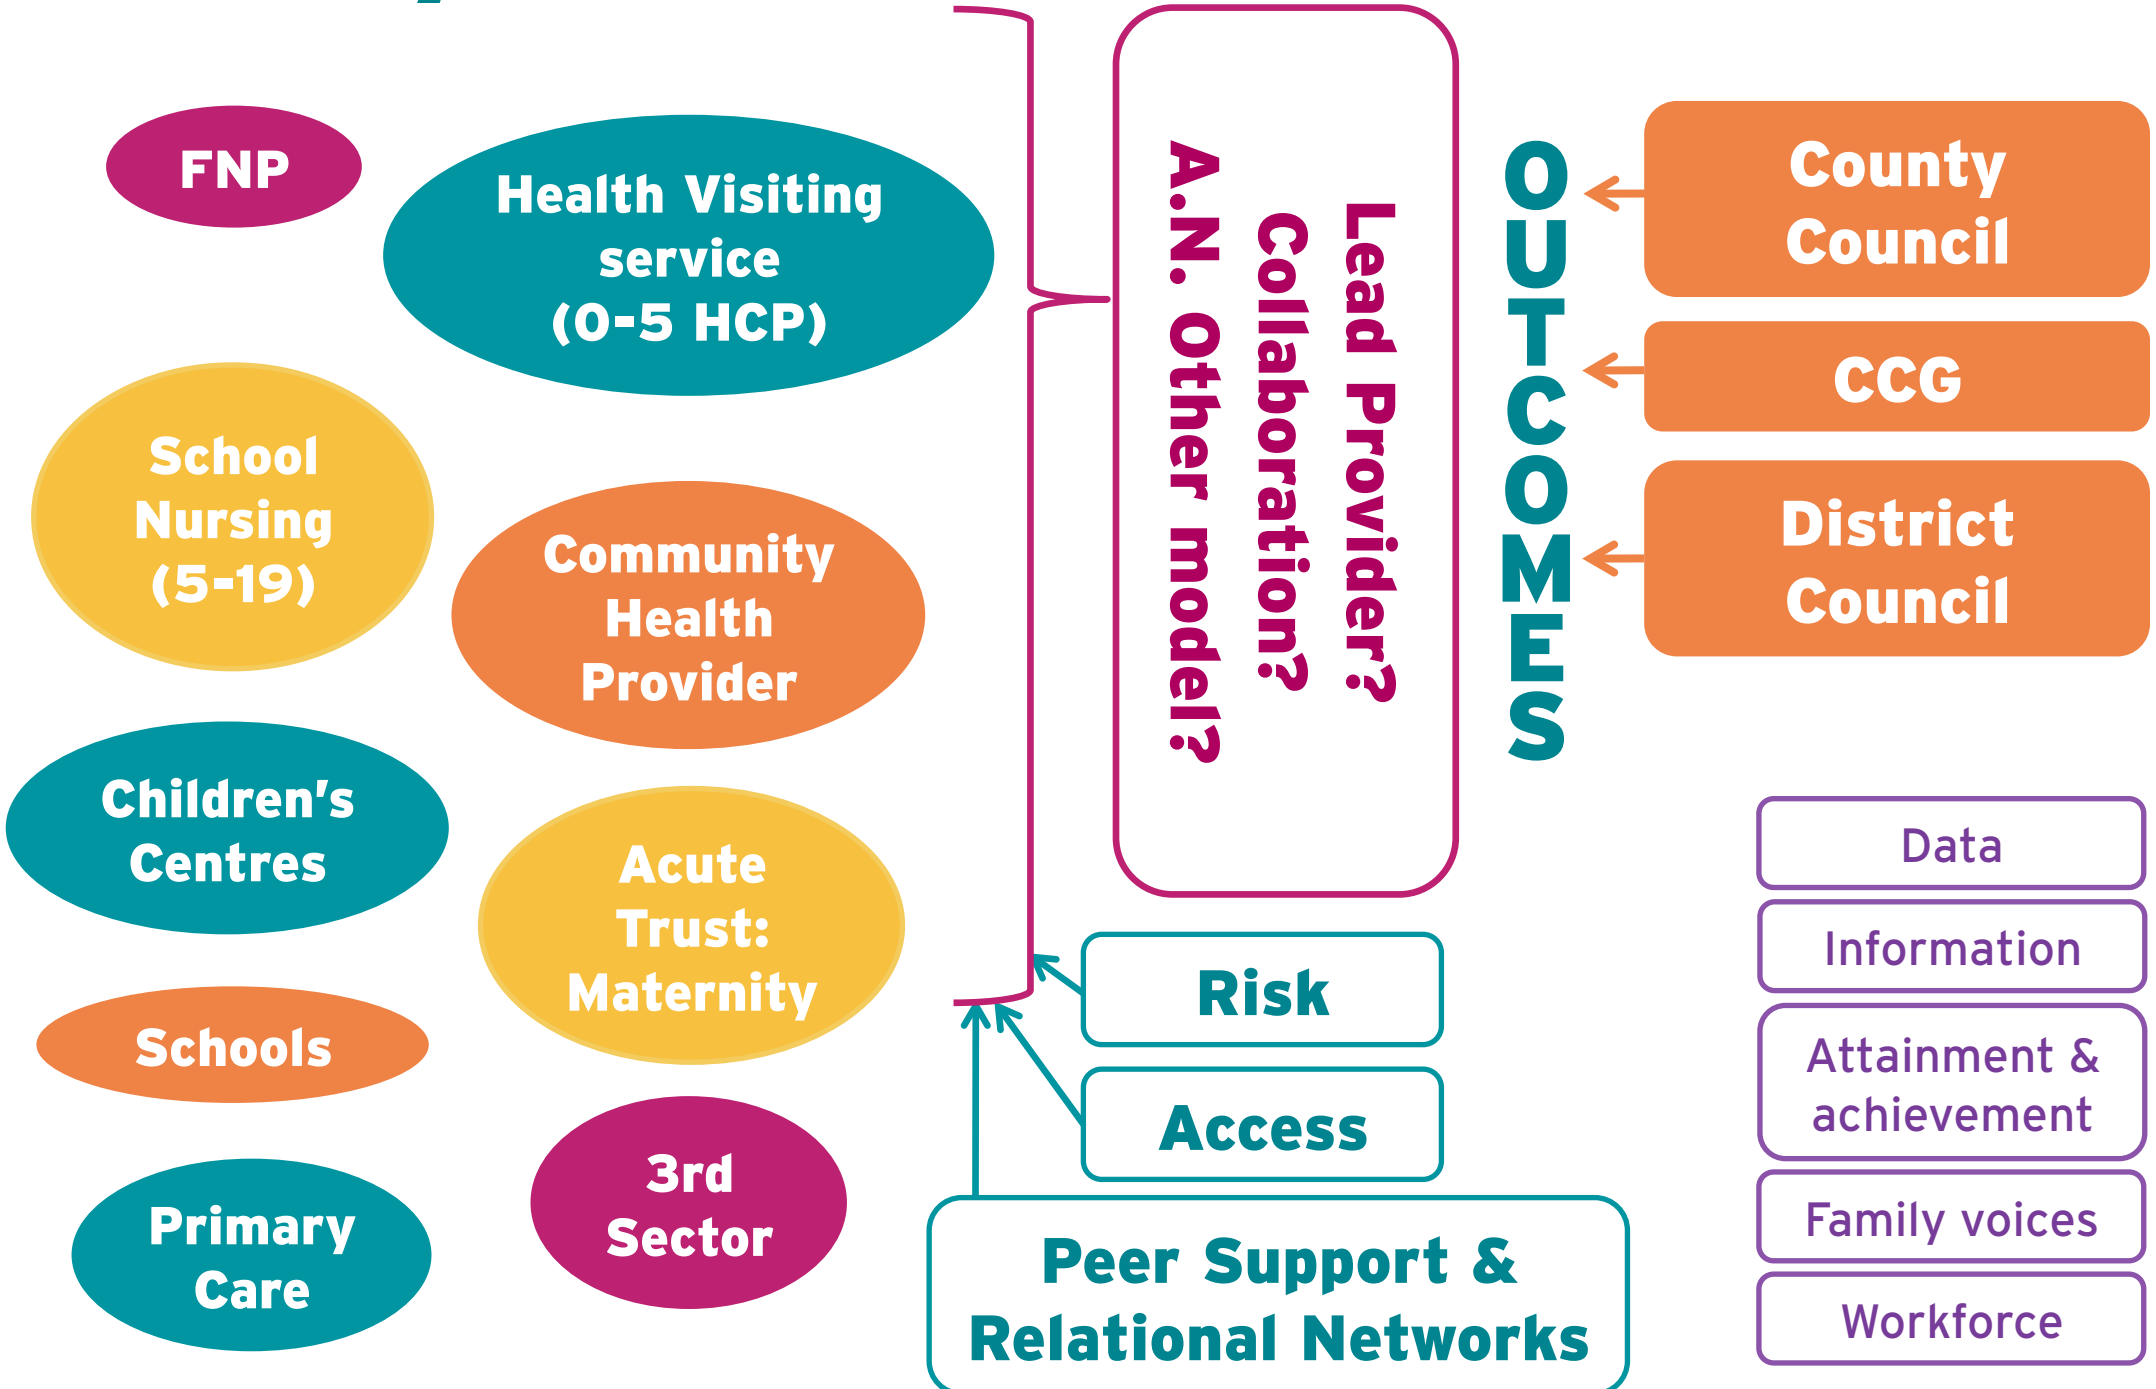 FNP
Health Visiting
service
(0-5 HCP)
School
Nursing
(5-19)
Community
Health
Provider
Children's
Centres
Acute
Trust:
Maternity
Schools
3rd
Sector
Primary
Care
Lead Provider?
Collaboration?
A.N. Other model?
OUTCOMES
County
Council
CCG
District
Council
Risk
Access
Peer Support &
Relational Networks
Data
Information
Attainment &
achievement
Family voices
Workforce